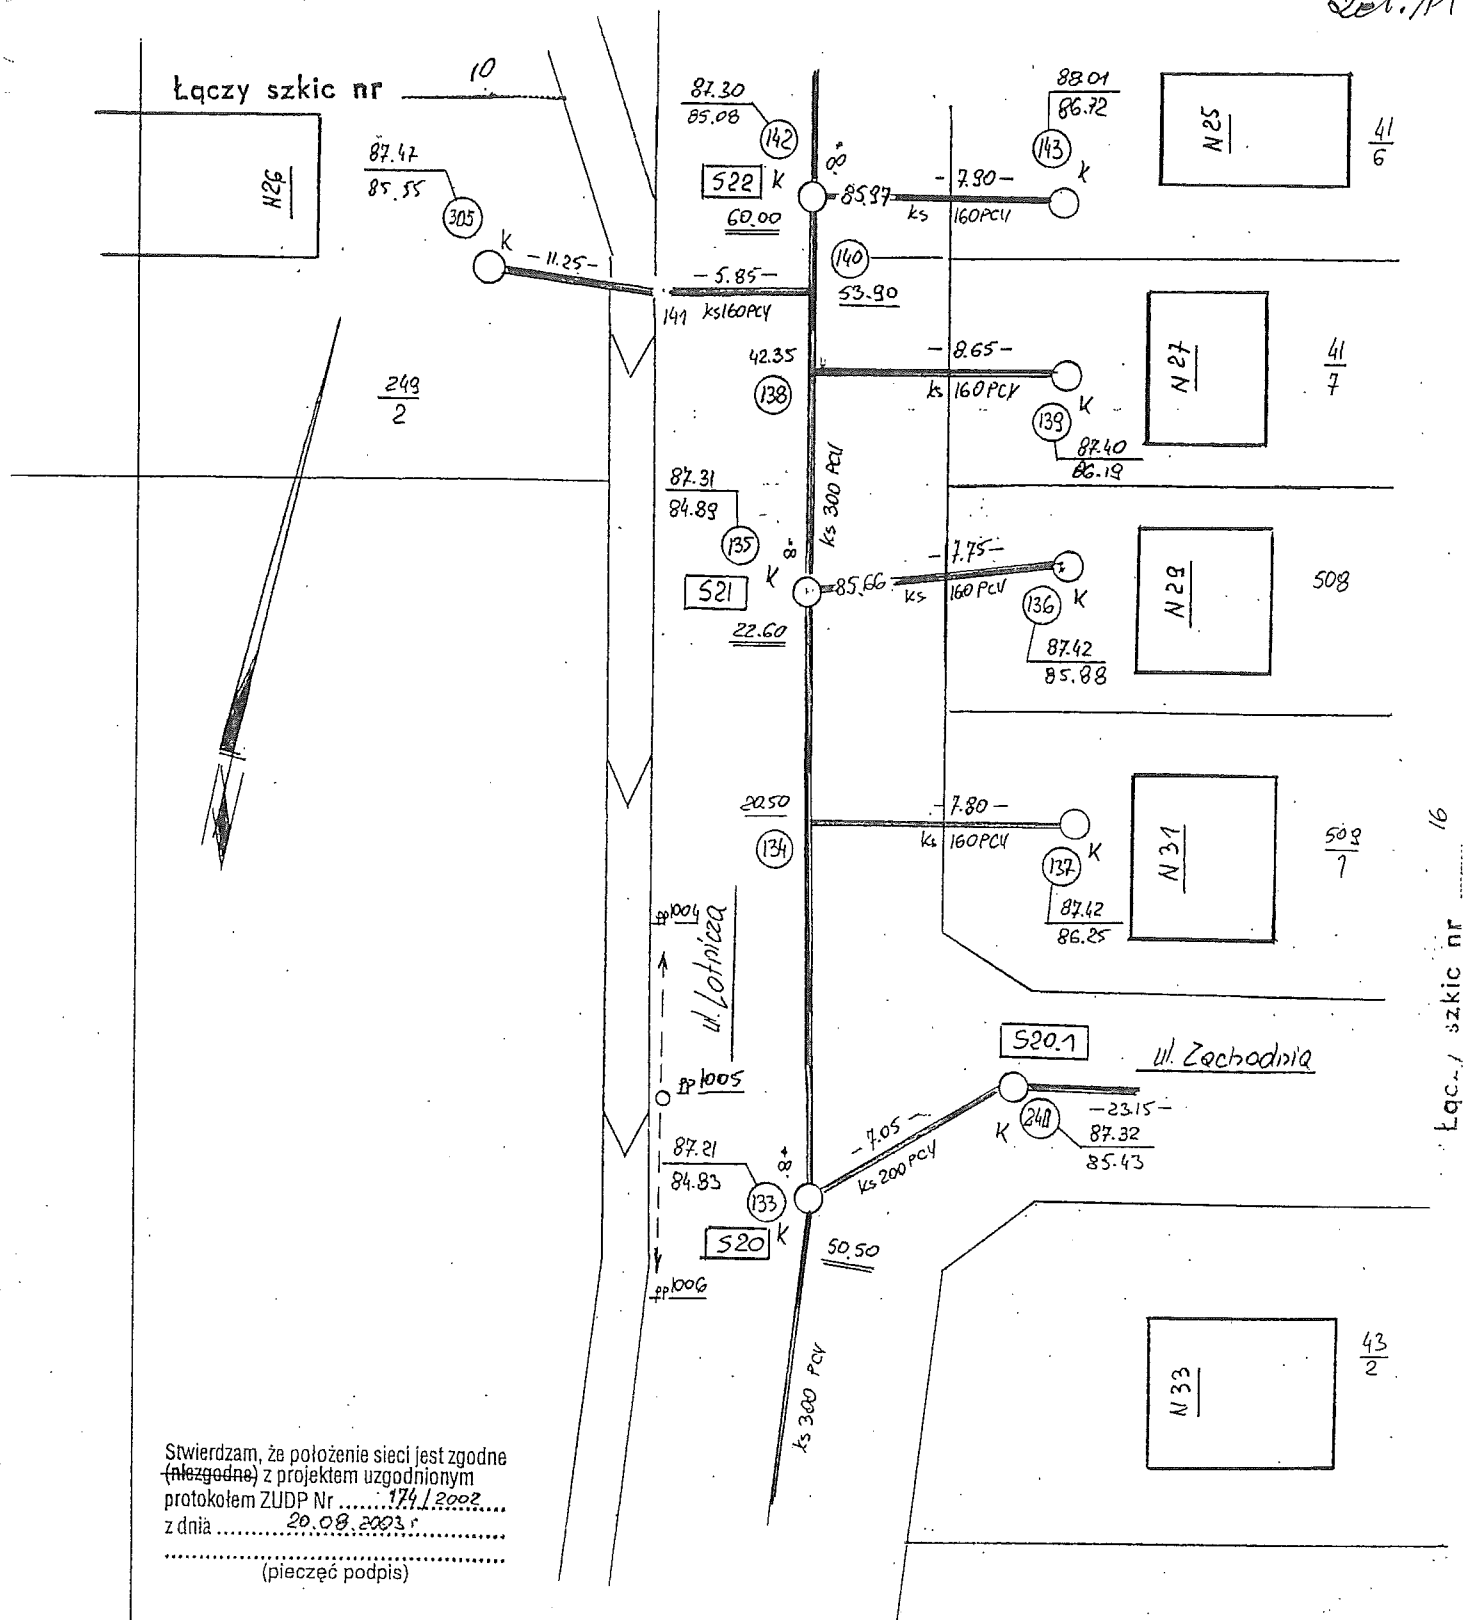 Łączy szkic nr 10
N26
87.47
85.55
305
K
-11.25-
87.30
85.08
142
S22 K
60.00
85.97
-7.90-
ks 160PCV
88.01
86.72
143
K
N25
41
6
140
53.90
-5.85-
ks160PCV
141
42.35
138
-8.65-
ks 160PCV
K
139
87.40
86.19
N27
41
7
249
2
ks 300 PCV
87.31
84.89
135
K
S21
22.60
85.66
-7.75-
ks 160PCV
136 K
87.42
85.88
N29
508
20.50
134
-7.80-
ks 160PCV
K
137
87.42
86.25
N31
509
1
pp1004
ul. Lotnicza
pp1005
pp1006
S20.1
ul. Zachodnia
K
-23.15-
87.32
85.43
-7.05-
ks 200 PCV
87.21
84.83
133
S20 K
50.50
ks 300 PCV
N33
43
2
szkic nr 16
Stwierdzam, że położenie sieci jest zgodne
(niezgodne) z projektem uzgodnionym
protokołem ZUDP Nr 174/2002
z dnia 20.08.2003r
(pieczęć podpis)